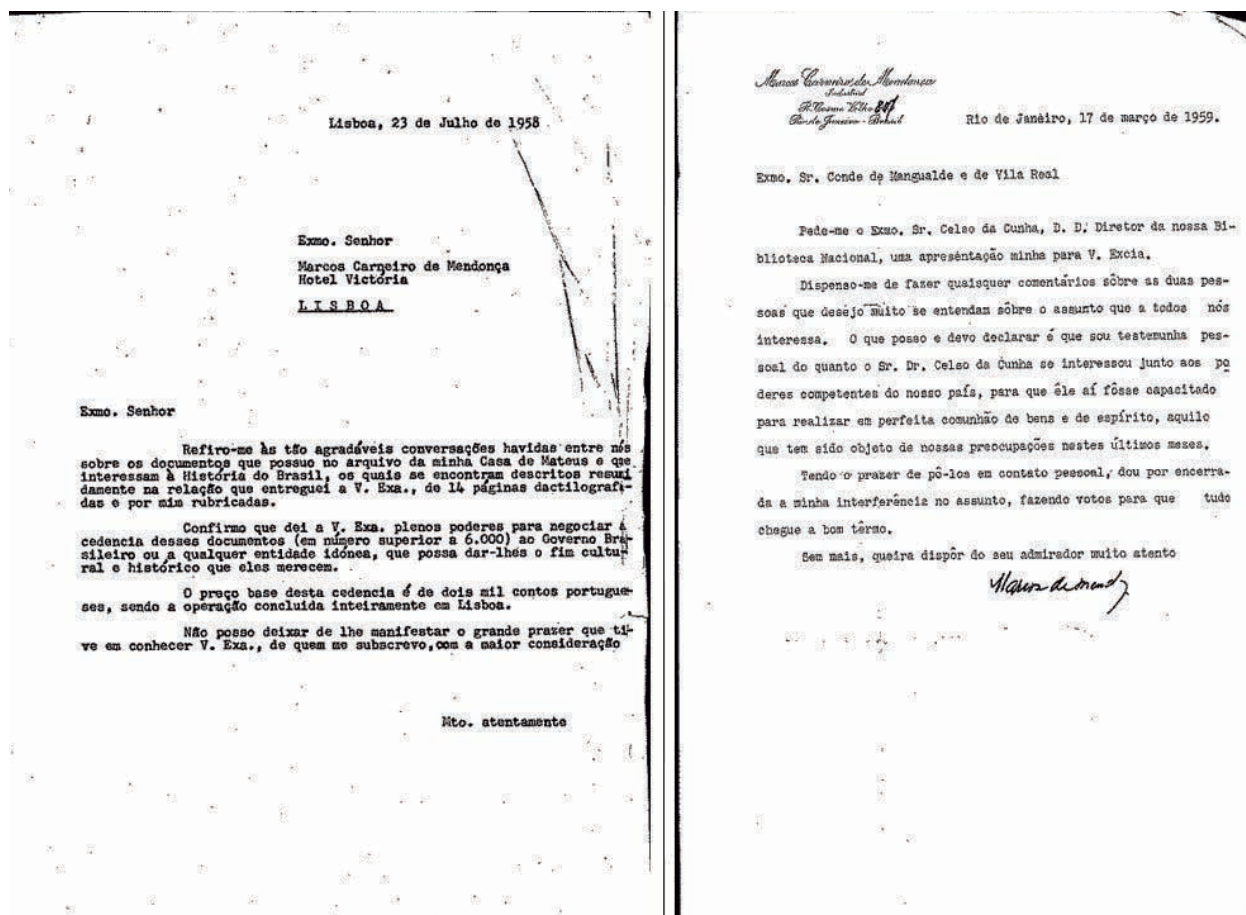 Lisboa, 23 de Julho de 1958
Exmo. Senhor
Marcos Carneiro de Mendonça
Hotel Victória
LISBOA
Exmo. Senhor
Refiro-me às tão agradáveis conversações havidas entre nós
sobre os documentos que possuo no arquivo da minha Casa de Mateus e que
interessam à História do Brasil, os quais se encontram descritos resumi
damente na relação que entreguei a V. Exa., de 14 páginas dactilografa-
das e por mim rubricadas.
Confirmo que dei a V. Exa. plenos poderes para negociar a
cedencia desses documentos (em número superior a 6.000) ao Governo Bra-
sileiro ou a qualquer entidade idónea, que possa dar-lhes o fim cultu-
ral e histórico que eles merecem.
O preço base desta cedencia é de dois mil contos portugue-
ses, sendo a operação concluida inteiramente em Lisboa.
Não posso deixar de lhe manifestar o grande prazer que ti-
ve em conhecer V. Exa., de quem me subscrevo, com a maior consideração
Mto. atentamente
Marcos Carneiro de Mendonça
Industrial
R. Cosme Velho
Rio de Janeiro - Brasil
Rio de Janeiro, 17 de março de 1959.
Exmo. Sr. Conde de Mangualde e de Vila Real
Pede-me o Exmo. Sr. Celso da Cunha, D. D. Diretor da nossa Bi-
blioteca Nacional, uma apresentação minha para V. Excia.
Dispenso-me de fazer quaisquer comentários sôbre as duas pes-
soas que desejo muito se entendam sôbre o assunto que a todos nós
interessa. O que posso e devo declarar é que sou testemunha pes-
soal do quanto o Sr. Dr. Celso da Cunha se interessou junto aos po
deres competentes do nosso país, para que êle aí fôsse capacitado
para realizar em perfeita comunhão de bens e de espírito, aquilo
que tem sido objeto de nossas preocupações nestes últimos meses.
Tendo o prazer de pô-los em contato pessoal, dou por encerra-
da a minha interferência no assunto, fazendo votos para que tudo
chegue a bom têrmo.
Sem mais, queira dispôr do seu admirador muito atento
Marcos de Mend